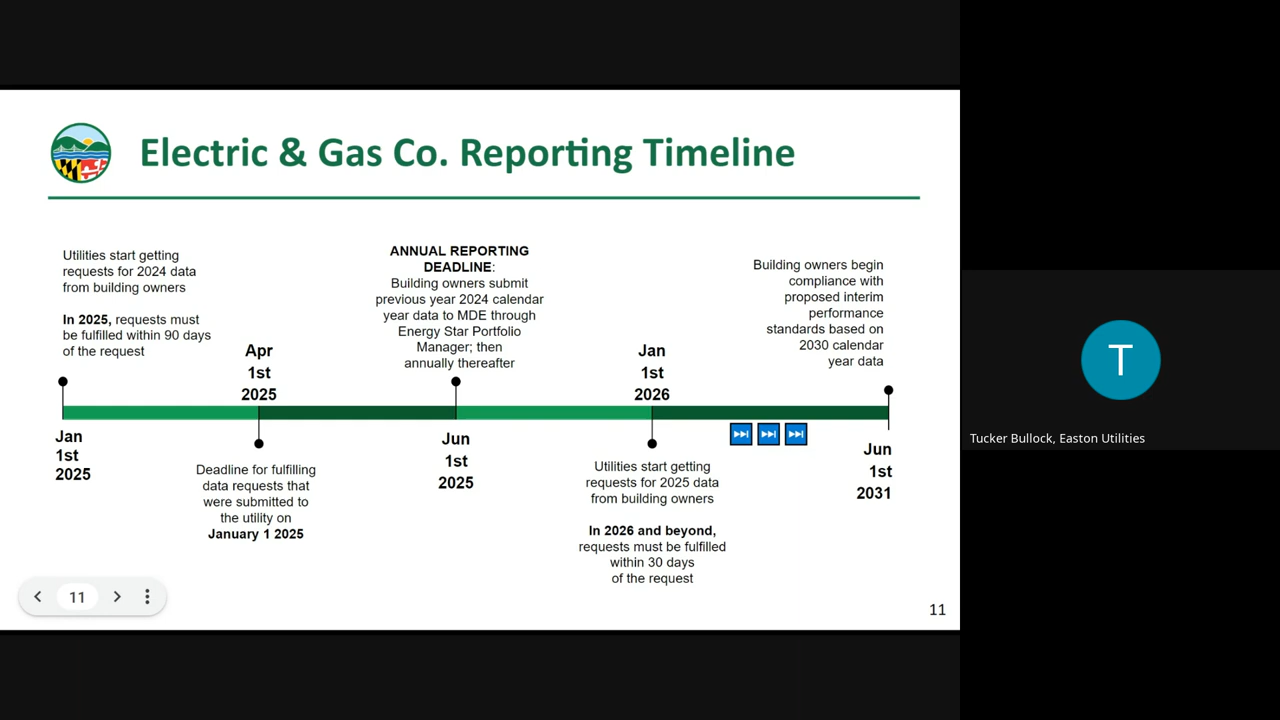 Electric & Gas Co. Reporting Timeline
Utilities start getting
requests for 2024 data
from building owners
In 2025, requests must
be fulfilled within 90 days
of the request
Jan
1st
2025
Apr
1st
2025
Deadline for fulfilling
data requests that
were submitted to
the utility on
January 1 2025
ANNUAL REPORTING
DEADLINE:
Building owners submit
previous year 2024 calendar
year data to MDE through
Energy Star Portfolio
Manager; then
annually thereafter
Jun
1st
2025
Jan
1st
2026
Utilities start getting
requests for 2025 data
from building owners
In 2026 and beyond,
requests must be fulfilled
within 30 days
of the request
Building owners begin
compliance with
proposed interim
performance
standards based on
2030 calendar
year data
Jun
1st
2031
11
11
T
Tucker Bullock, Easton Utilities